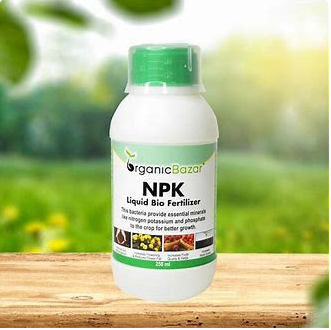 OrganicBazar
NPK
Liquid Bio Fertilizer
This bacteria provide essential minerals
like nitrogen potassium and phosphate
to the crop for better growth.
250 ml